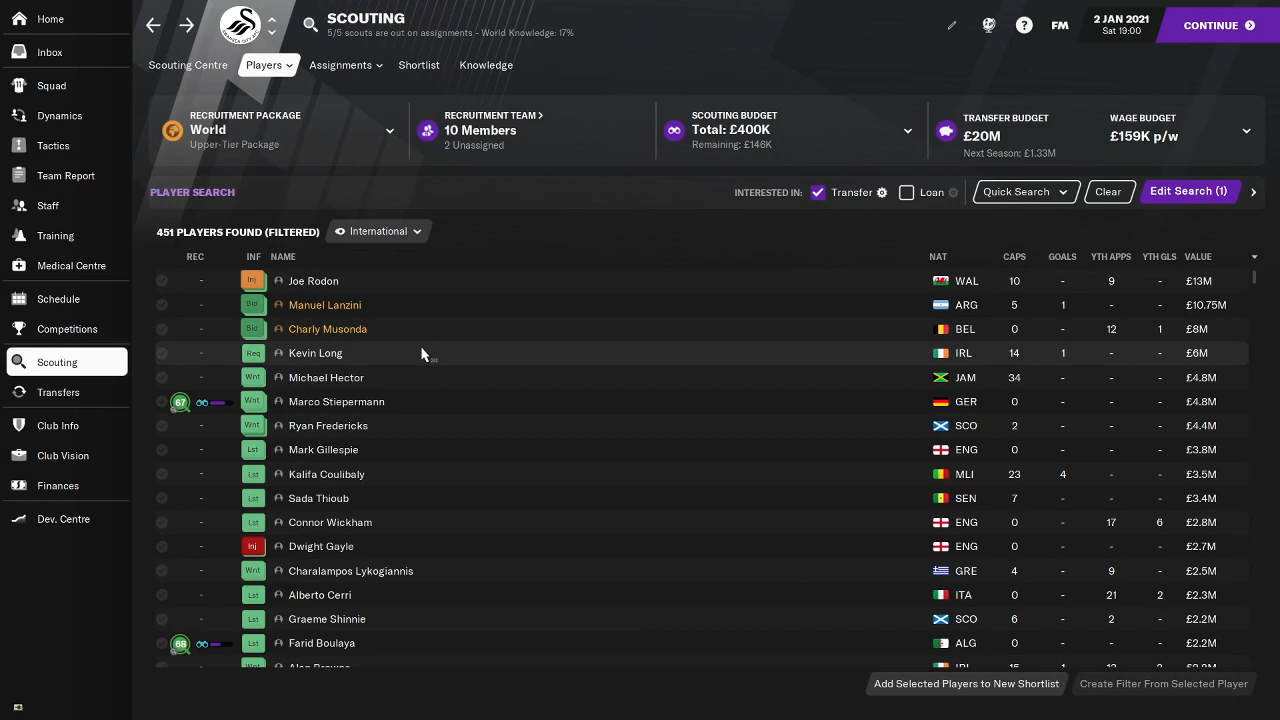 Home
Inbox
Squad
Dynamics
Tactics
Team Report
Staff
Training
Medical Centre
Schedule
Competitions
Scouting
Transfers
Club Info
Club Vision
Finances
Dev. Centre
SCOUTING
5/5 scouts are out on assignments - World Knowledge: 17%
FM
2 JAN 2021
Sat 19:00
CONTINUE
Scouting Centre Players Assignments Shortlist Knowledge
RECRUITMENT PACKAGE
World
Upper-Tier Package
RECRUITMENT TEAM
10 Members
2 Unassigned
SCOUTING BUDGET
Total: £400K
Remaining: £146K
TRANSFER BUDGET
£20M
Next Season: £1.33M
WAGE BUDGET
£159K p/w
PLAYER SEARCH
INTERESTED IN: Transfer Loan Quick Search Clear Edit Search (1)
451 PLAYERS FOUND (FILTERED) International
REC INF NAME NAT CAPS GOALS YTH APPS YTH GLS VALUE
- Inj Joe Rodon WAL 10 - 9 - £13M
- Bid Manuel Lanzini ARG 5 1 - - £10.75M
- Bid Charly Musonda BEL 0 - 12 1 £8M
- Req Kevin Long IRL 14 1 - - £6M
- Wnt Michael Hector JAM 34 - - - £4.8M
67 Wnt Marco Stiepermann GER 0 - - - £4.8M
- Wnt Ryan Fredericks SCO 2 - - - £4.4M
- Lst Mark Gillespie ENG 0 - - - £3.8M
- Lst Kalifa Coulibaly MLI 23 4 - - £3.5M
- Lst Sada Thioub SEN 7 - - - £3.4M
- Lst Connor Wickham ENG 0 - 17 6 £2.8M
- Inj Dwight Gayle ENG 0 - - - £2.7M
- Wnt Charalampos Lykogiannis GRE 4 - 9 - £2.5M
- Lst Alberto Cerri ITA 0 - 21 2 £2.3M
- Lst Graeme Shinnie SCO 6 - 2 - £2.2M
68 Lst Farid Boulaya ALG 0 - - - £2.2M
Add Selected Players to New Shortlist Create Filter From Selected Player